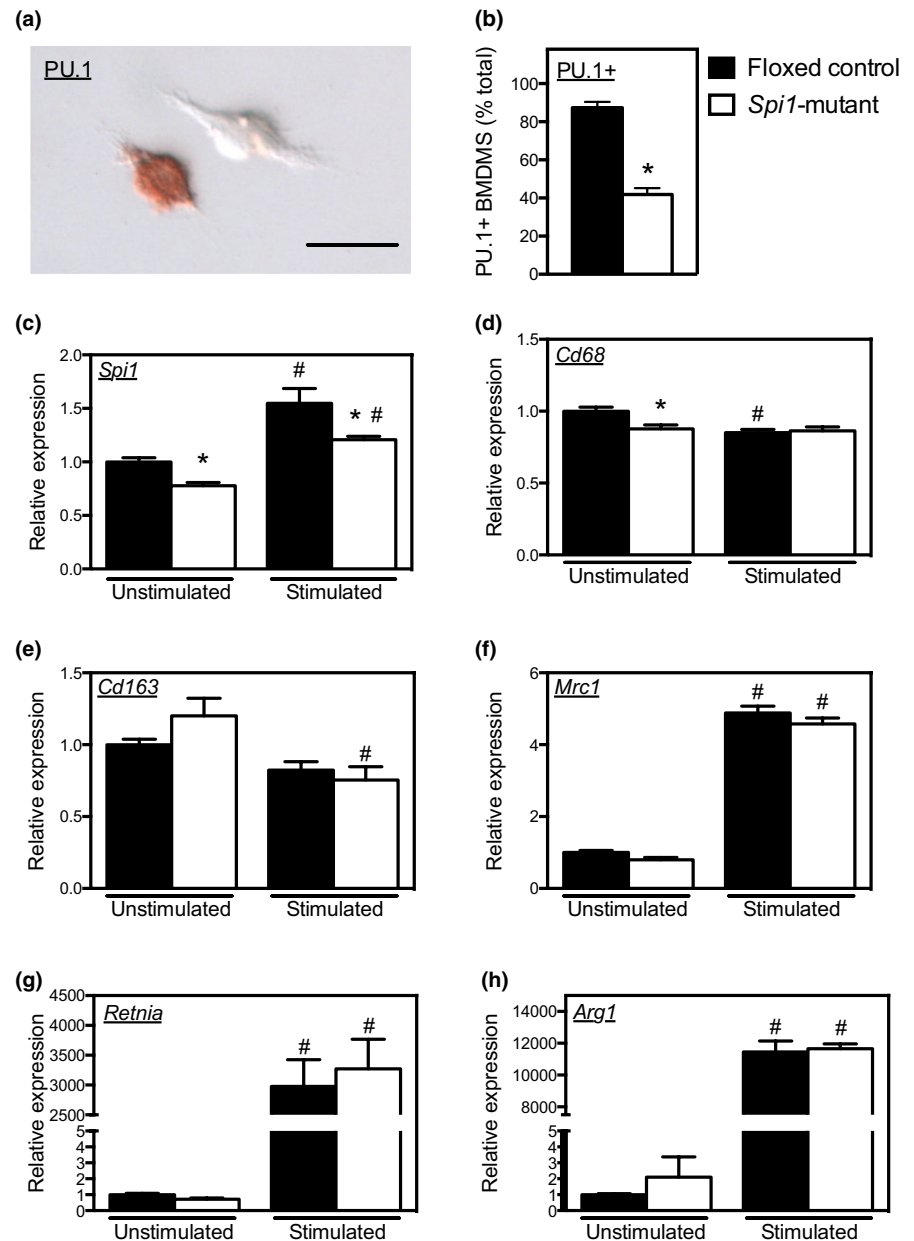 (a)
PU.1
(b)
PU.1+ BMDMS (% total)
100
80
60
40
20
0
PU.1+
*
Floxed control
Spi1-mutant
(c)
Relative expression
2.0
1.5
1.0
0.5
0.0
Spi1
*
#
* #
Unstimulated Stimulated
(d)
Relative expression
1.5
1.0
0.5
0.0
Cd68
*
#
Unstimulated Stimulated
(e)
Relative expression
1.5
1.0
0.5
0.0
Cd163
#
Unstimulated Stimulated
(f)
Relative expression
6
4
2
0
Mrc1
#
#
Unstimulated Stimulated
(g)
Relative expression
4500
4000
3500
3000
2500
5
4
3
2
1
0
Retnia
#
#
Unstimulated Stimulated
(h)
Relative expression
14000
12000
10000
8000
5
4
3
2
1
0
Arg1
#
#
Unstimulated Stimulated